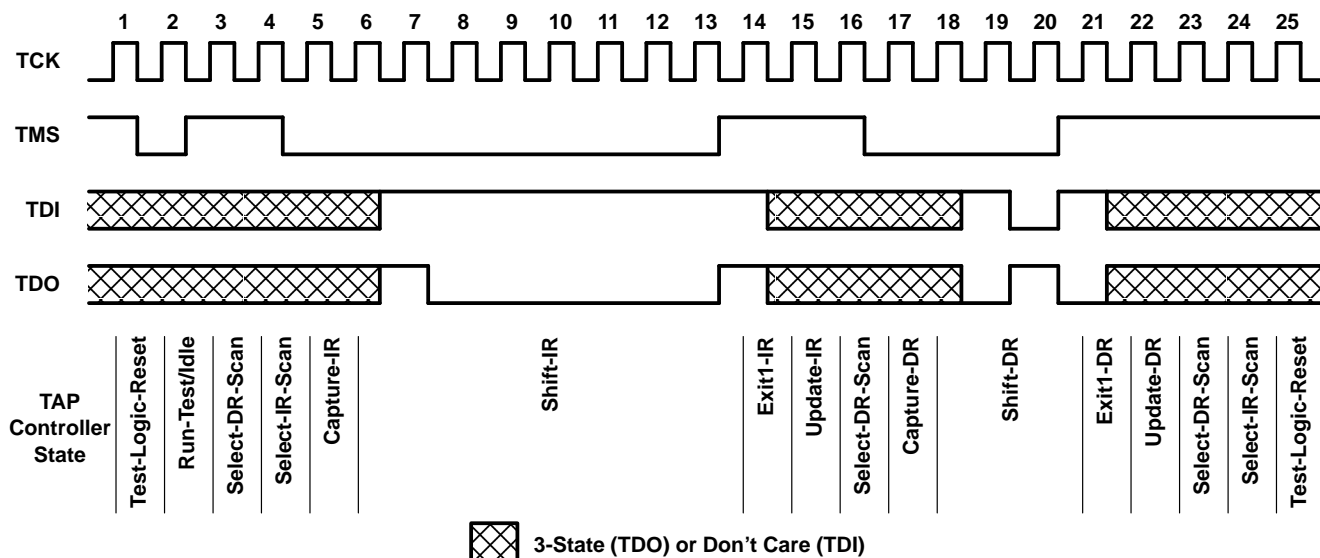 1 2 3 4 5 6 7 8 9 10 11 12 13 14 15 16 17 18 19 20 21 22 23 24 25
TCK
TMS
TDI
TDO
TAP
Controller
State
Test-Logic-Reset
Run-Test/Idle
Select-DR-Scan
Select-IR-Scan
Capture-IR
Shift-IR
Exit1-IR
Update-IR
Select-DR-Scan
Capture-DR
Shift-DR
Exit1-DR
Update-DR
Select-DR-Scan
Select-IR-Scan
Test-Logic-Reset
3-State (TDO) or Don’t Care (TDI)